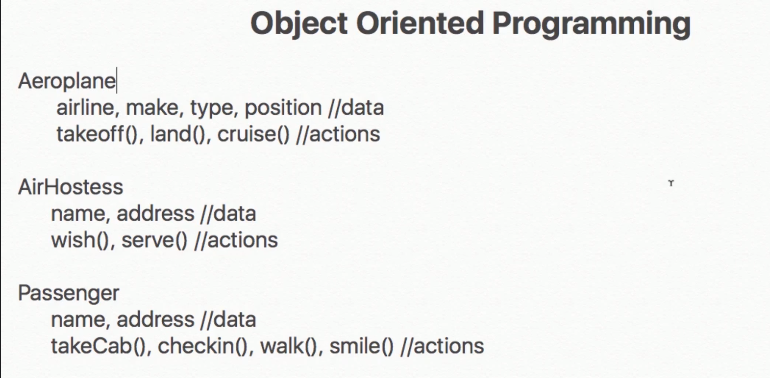 Object Oriented Programming
Aeroplane
airline, make, type, position //data
takeoff(), land(), cruise() //actions
AirHostess
name, address //data
wish(), serve() //actions
Passenger
name, address //data
takeCab(), checkin(), walk(), smile() //actions